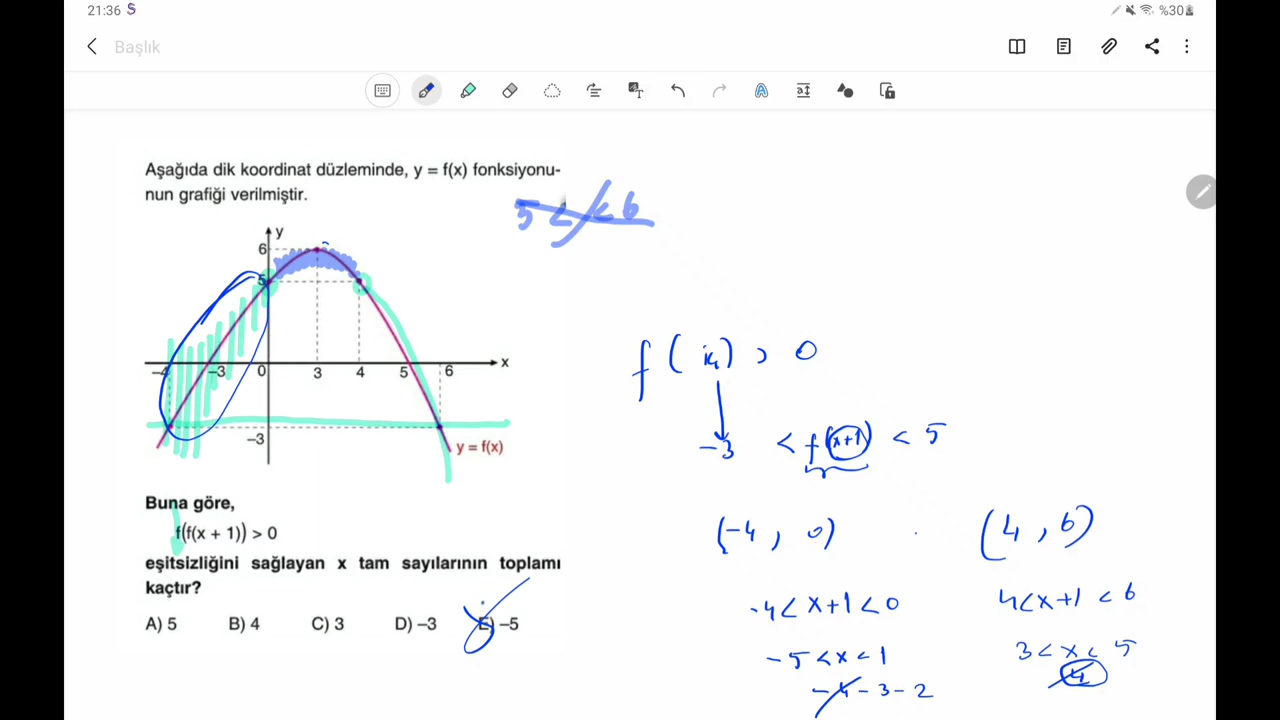 21:36 S
%30
Başlık
Aşağıda dik koordinat düzleminde, y = f(x) fonksiyonu-
nun grafiği verilmiştir.
5 < < 6
y
6
5
-4 -3 0 3 4 5 6 x
-3
y = f(x)
Buna göre,
f(f(x + 1)) > 0
eşitsizliğini sağlayan x tam sayılarının toplamı
kaçtır?
A) 5 B) 4 C) 3 D) –3 E) –5
f( ) > 0
-3 < f(x+1) < 5
(-4, 0) . (4, 6)
-4 < x+1 < 0 4 < x+1 < 6
-5 < x < 1 3 < x < 5
-4 -3 -2 4